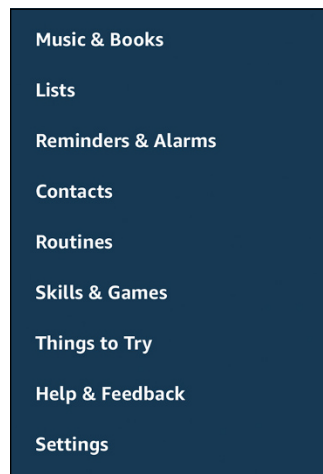 Music & Books
Lists
Reminders & Alarms
Contacts
Routines
Skills & Games
Things to Try
Help & Feedback
Settings